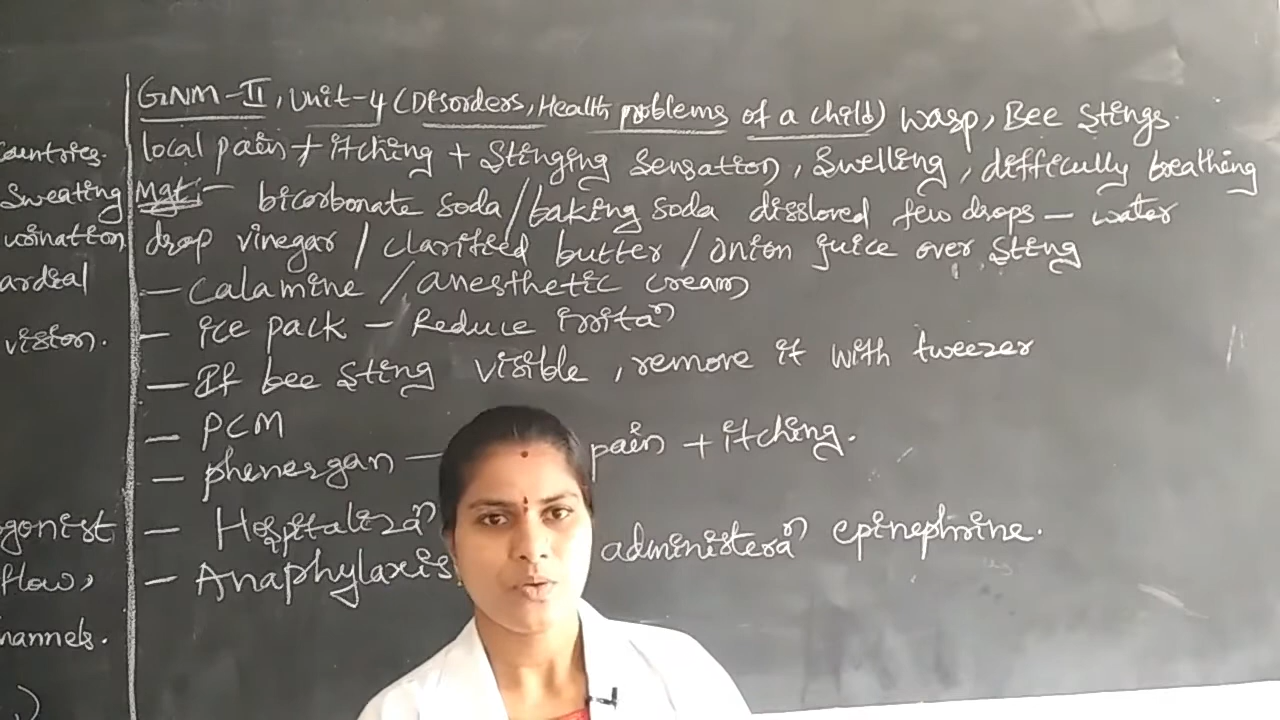 GNM-II, Unit-4 (Disorders, Health problems of a child) wasp, Bee Stings.
local pain + itching + Stinging Sensation, Swelling, difficully breathing
Mgt:- bicorbonate soda/baking soda dissloved few drops - water
drop vinegar / clarified butter / onion juice over Sting
- Calamine / anesthetic cream
- ice pack - Reduce irrita^n
- If bee sting visible, remove it with tweezer
- PCM
- phenergan - pain + itching.
- Hospitaliza^n
- Anaphylaxis administera^n epinephrine.
countries.
Sweating
urination
ardial
vision.
ogonist
flow,
hannels.